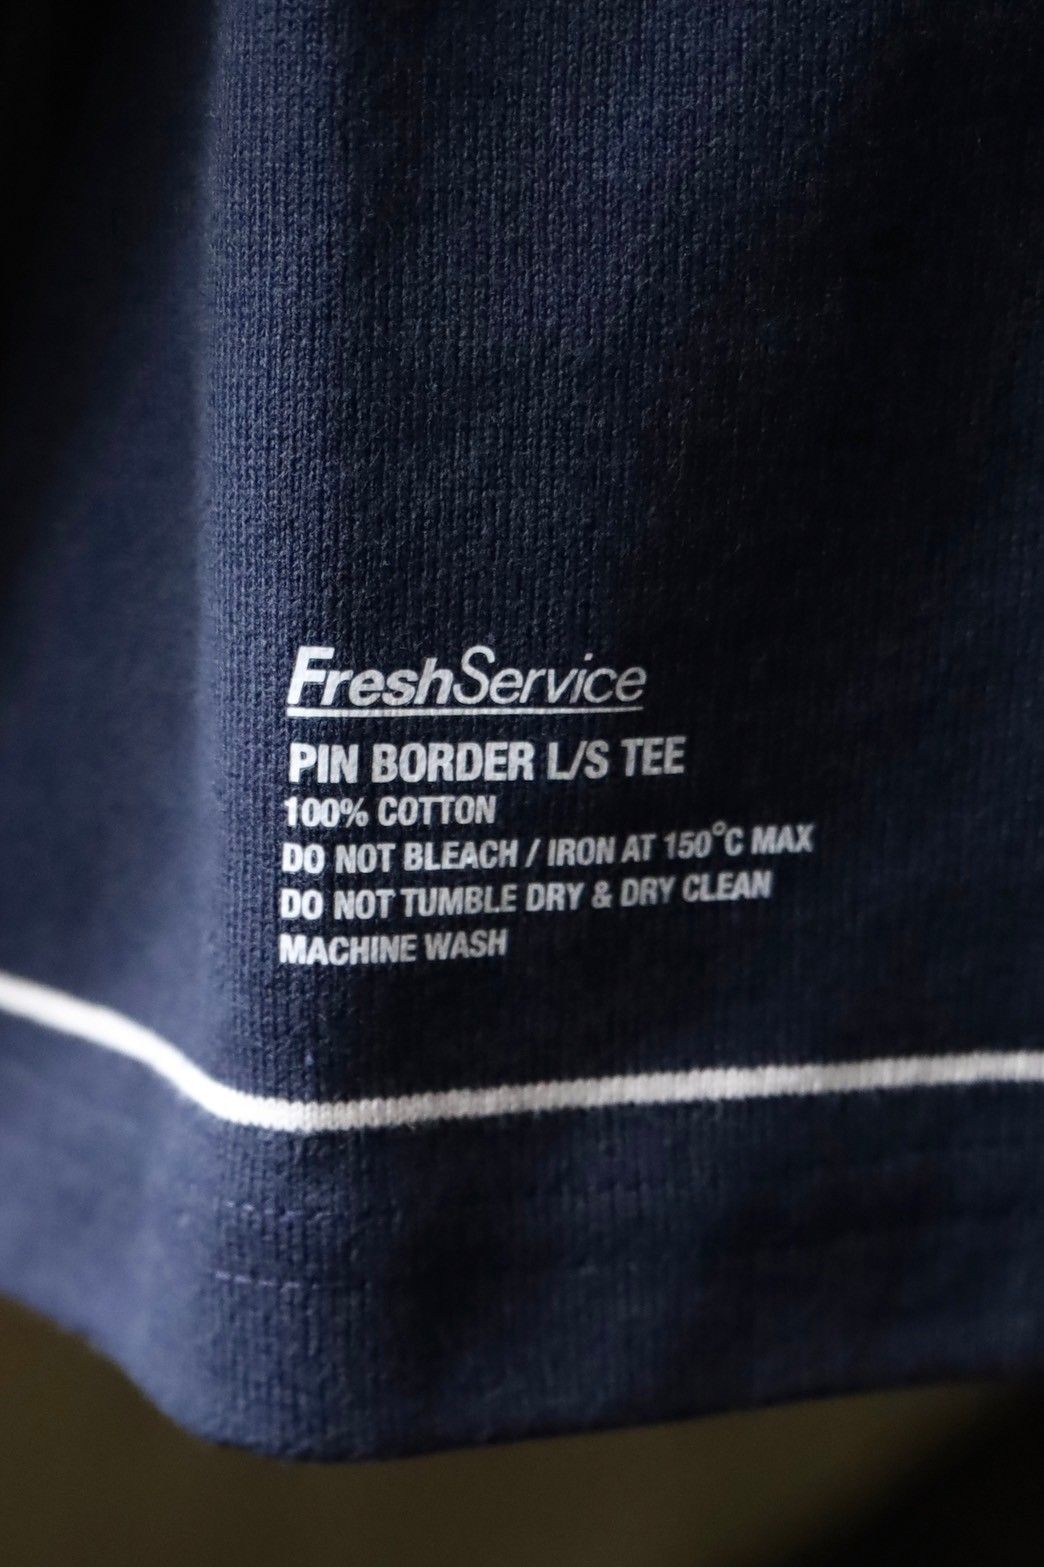 FreshService
PIN BORDER L/S TEE
100% COTTON
DO NOT BLEACH / IRON AT 150°C MAX
DO NOT TUMBLE DRY & DRY CLEAN
MACHINE WASH